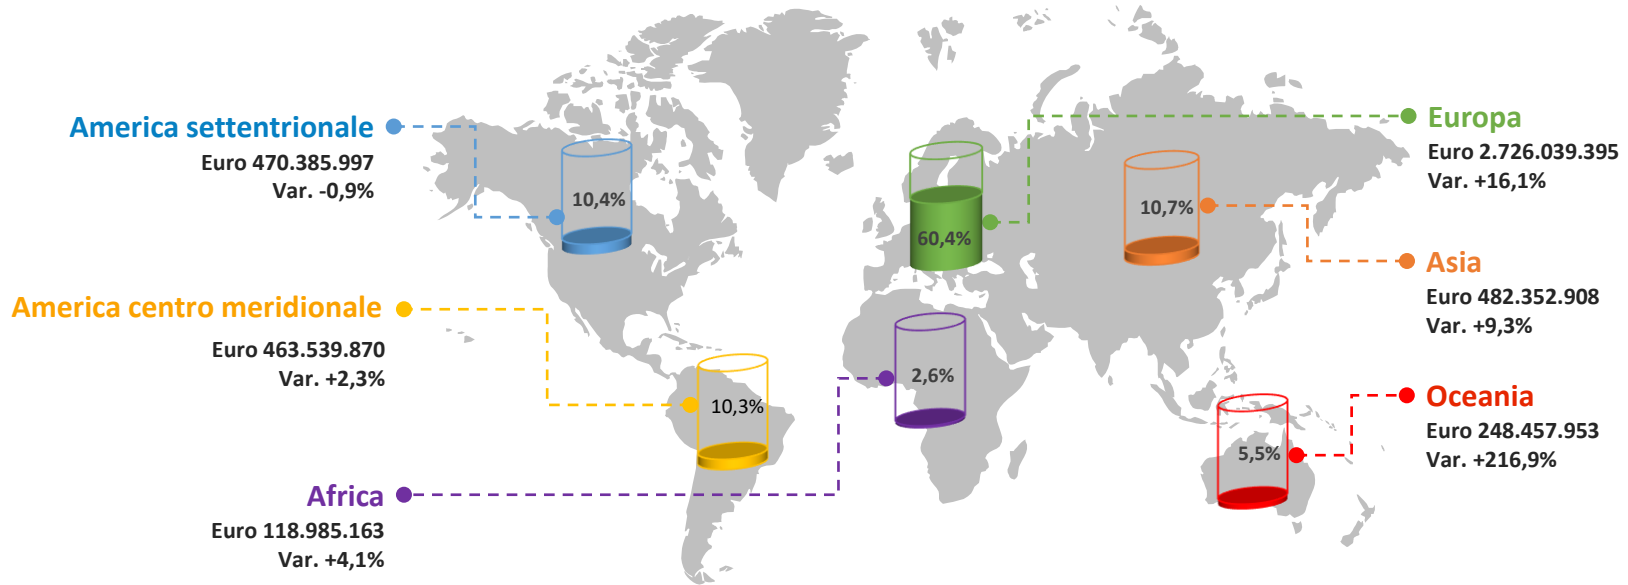 America settentrionale
Euro 470.385.997
Var. -0,9%
10,4%
America centro meridionale
Euro 463.539.870
Var. +2,3%
10,3%
Africa
Euro 118.985.163
Var. +4,1%
2,6%
Europa
Euro 2.726.039.395
Var. +16,1%
60,4%
Asia
Euro 482.352.908
Var. +9,3%
10,7%
Oceania
Euro 248.457.953
Var. +216,9%
5,5%